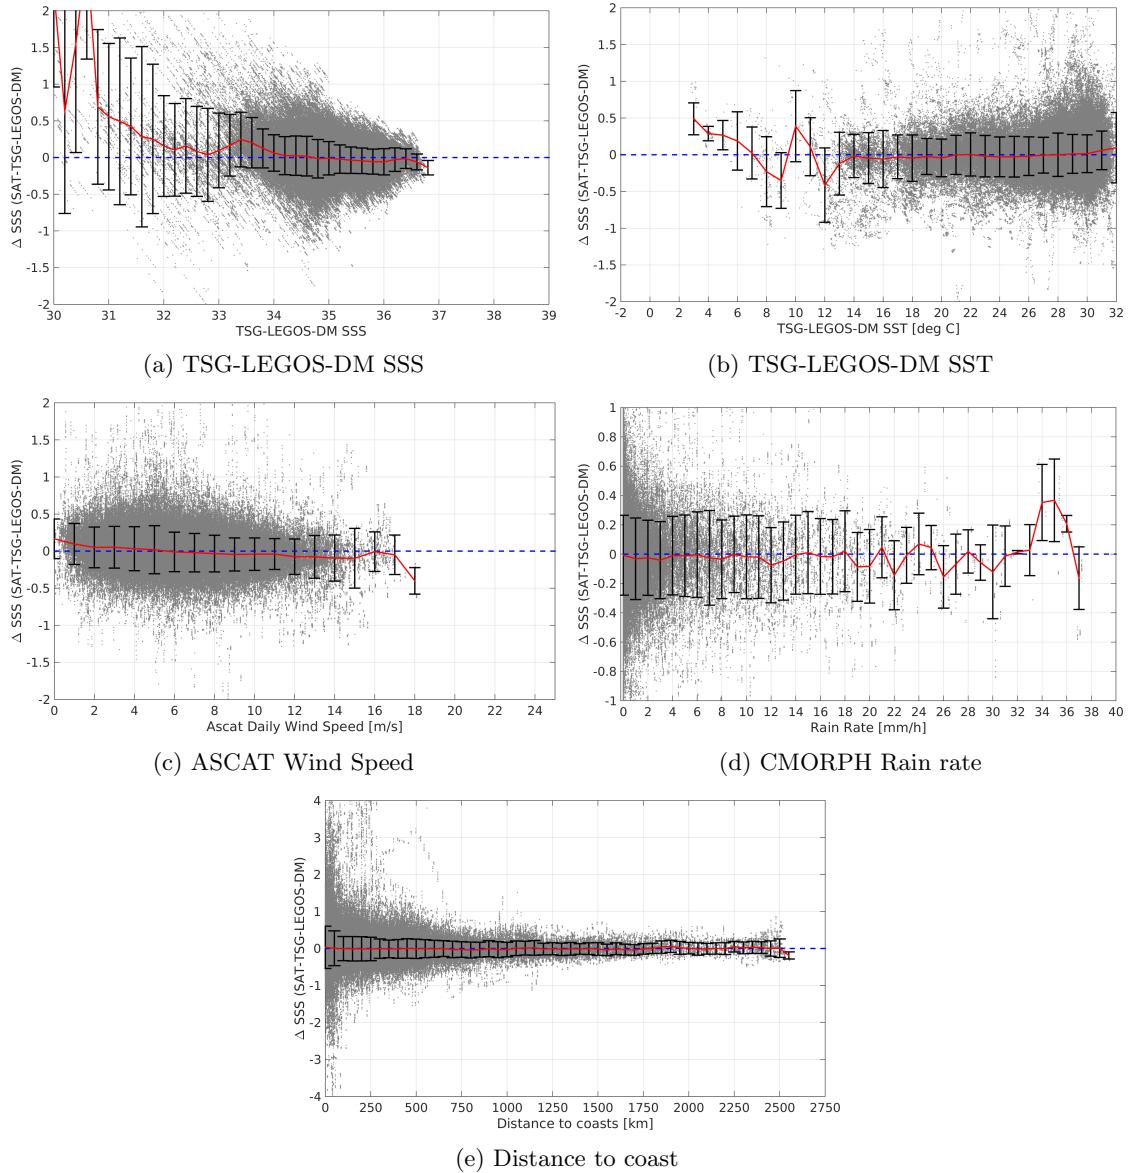 Δ SSS (SAT-TSG-LEGOS-DM)
2
1.5
1
0.5
0
-0.5
-1
-1.5
-2
30 31 32 33 34 35 36 37 38 39
TSG-LEGOS-DM SSS
(a) TSG-LEGOS-DM SSS
Δ SSS (SAT-TSG-LEGOS-DM)
2
1.5
1
0.5
0
-0.5
-1
-1.5
-2
-2 0 2 4 6 8 10 12 14 16 18 20 22 24 26 28 30 32
TSG-LEGOS-DM SST [deg C]
(b) TSG-LEGOS-DM SST
Δ SSS (SAT-TSG-LEGOS-DM)
2
1.5
1
0.5
0
-0.5
-1
-1.5
-2
0 2 4 6 8 10 12 14 16 18 20 22 24
Ascat Daily Wind Speed [m/s]
(c) ASCAT Wind Speed
Δ SSS (SAT-TSG-LEGOS-DM)
1
0.8
0.6
0.4
0.2
0
-0.2
-0.4
-0.6
-0.8
-1
0 2 4 6 8 10 12 14 16 18 20 22 24 26 28 30 32 34 36 38 40
Rain Rate [mm/h]
(d) CMORPH Rain rate
Δ SSS (SAT-TSG-LEGOS-DM)
4
3
2
1
0
-1
-2
-3
-4
0 250 500 750 1000 1250 1500 1750 2000 2250 2500 2750
Distance to coasts [km]
(e) Distance to coast